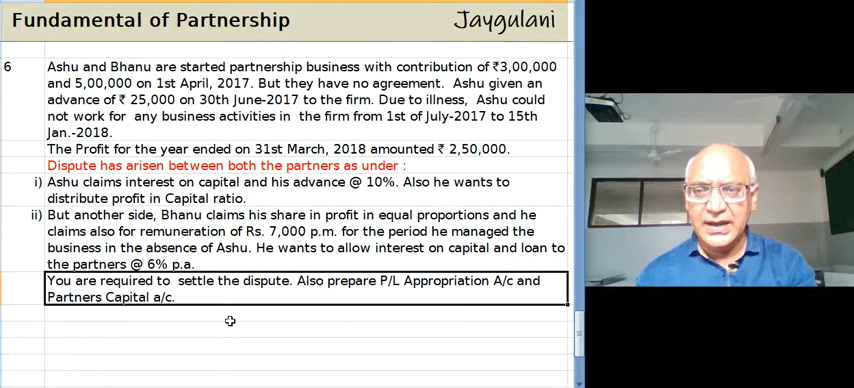 Fundamental of Partnership
Jaygulani
6 Ashu and Bhanu are started partnership business with contribution of ₹3,00,000
and 5,00,000 on 1st April, 2017. But they have no agreement. Ashu given an
advance of ₹ 25,000 on 30th June-2017 to the firm. Due to illness, Ashu could
not work for any business activities in the firm from 1st of July-2017 to 15th
Jan.-2018.
The Profit for the year ended on 31st March, 2018 amounted ₹ 2,50,000.
Dispute has arisen between both the partners as under :
i) Ashu claims interest on capital and his advance @ 10%. Also he wants to
distribute profit in Capital ratio.
ii) But another side, Bhanu claims his share in profit in equal proportions and he
claims also for remuneration of Rs. 7,000 p.m. for the period he managed the
business in the absence of Ashu. He wants to allow interest on capital and loan to
the partners @ 6% p.a.
You are required to settle the dispute. Also prepare P/L Appropriation A/c and
Partners Capital a/c.